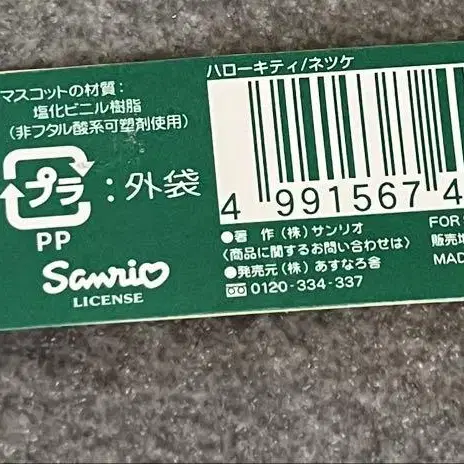 ハローキティ/ネツケ
マスコットの材質:
塩化ビニル樹脂
(非フタル酸系可塑剤使用)
プラ:外袋
PP
Sanrio
LICENSE
4 991567 4
●著 作(株)サンリオ
〈商品に関するお問い合わせは〉
●発売元(株)あすなろ舎
0120-334-337
FOR
販売地
MAD